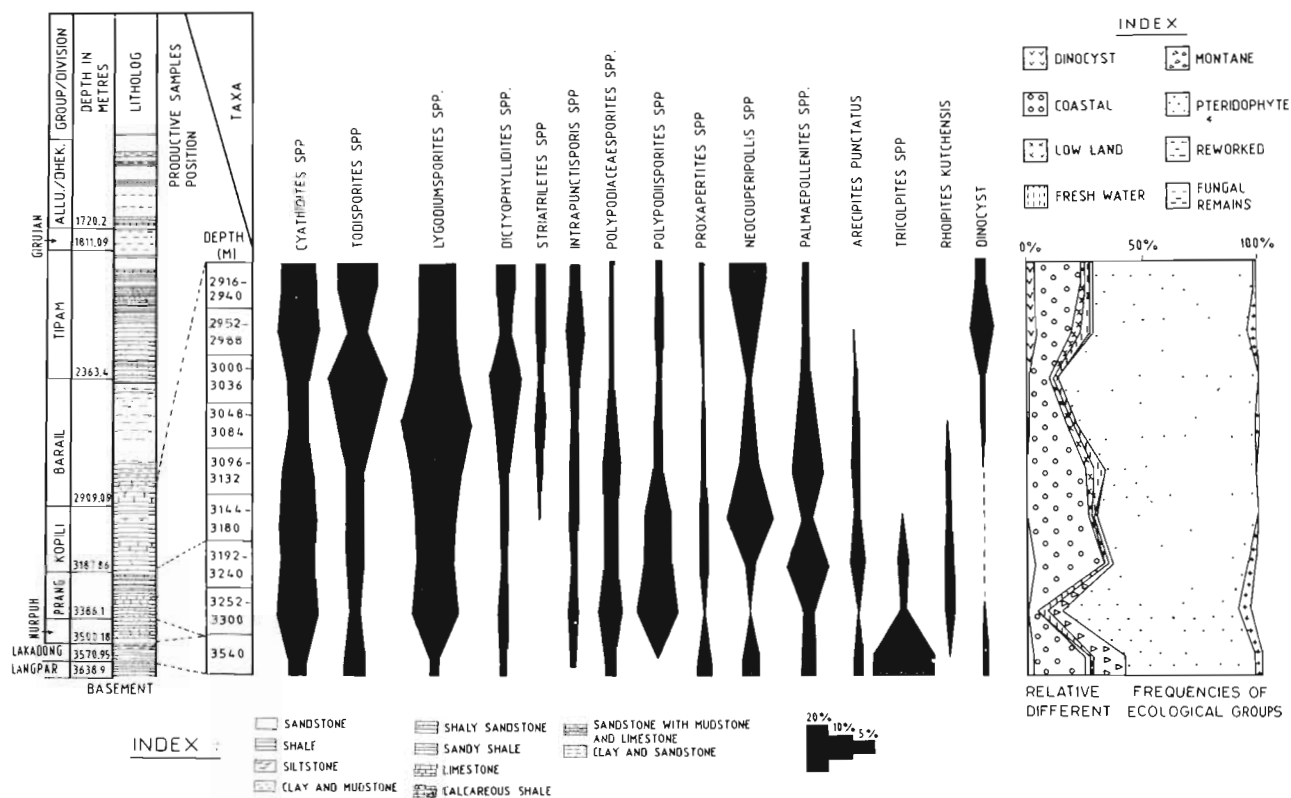 GROUP/DIVISION
DEPTH IN METRES
LITHOLOG
PRODUCTIVE SAMPLES POSITION
TAXA
DEPTH (M)
ALLU./DHEK.
GIRUJAN
TIPAM
BARAIL
KOPILI
PRANG
NURPUH
LAKADONG
LANGPAR
BASEMENT
1720.2
1811.09
2363.4
2909.09
3187.86
3386.1
3500.18
3570.95
3638.9
2916-2940
2952-2988
3000-3036
3048-3084
3096-3132
3144-3180
3192-3240
3252-3300
3540
CYATHIDITES SPP
TODISPORITES SPP
LYGODIUMSPORITES SPP.
DICTYOPHYLLIDITES SPP.
STRIATRILETES SPP
INTRAPUNCTISPORIS SPP
POLYPODIACEAESPORITES SPP.
POLYPODIISPORITES SPP.
PROXAPERTITES SPP
NEOCOUPERIPOLLIS SPP
PALMAEPOLLENITES SPP.
ARECIPITES PUNCTATUS
TRICOLPITES SPP
RHOIPITES KUTCHENSIS
DINOCYST
INDEX
DINOCYST
COASTAL
LOW LAND
FRESH WATER
MONTANE
PTERIDOPHYTE
&
REWORKED
FUNGAL REMAINS
0% 50% 100%
RELATIVE FREQUENCIES OF
DIFFERENT ECOLOGICAL GROUPS
INDEX :
SANDSTONE
SHALE
SILTSTONE
CLAY AND MUDSTONE
SHALY SANDSTONE
SANDY SHALE
LIMESTONE
CALCAREOUS SHALE
SANDSTONE WITH MUDSTONE
AND LIMESTONE
CLAY AND SANDSTONE
20% 10% 5%